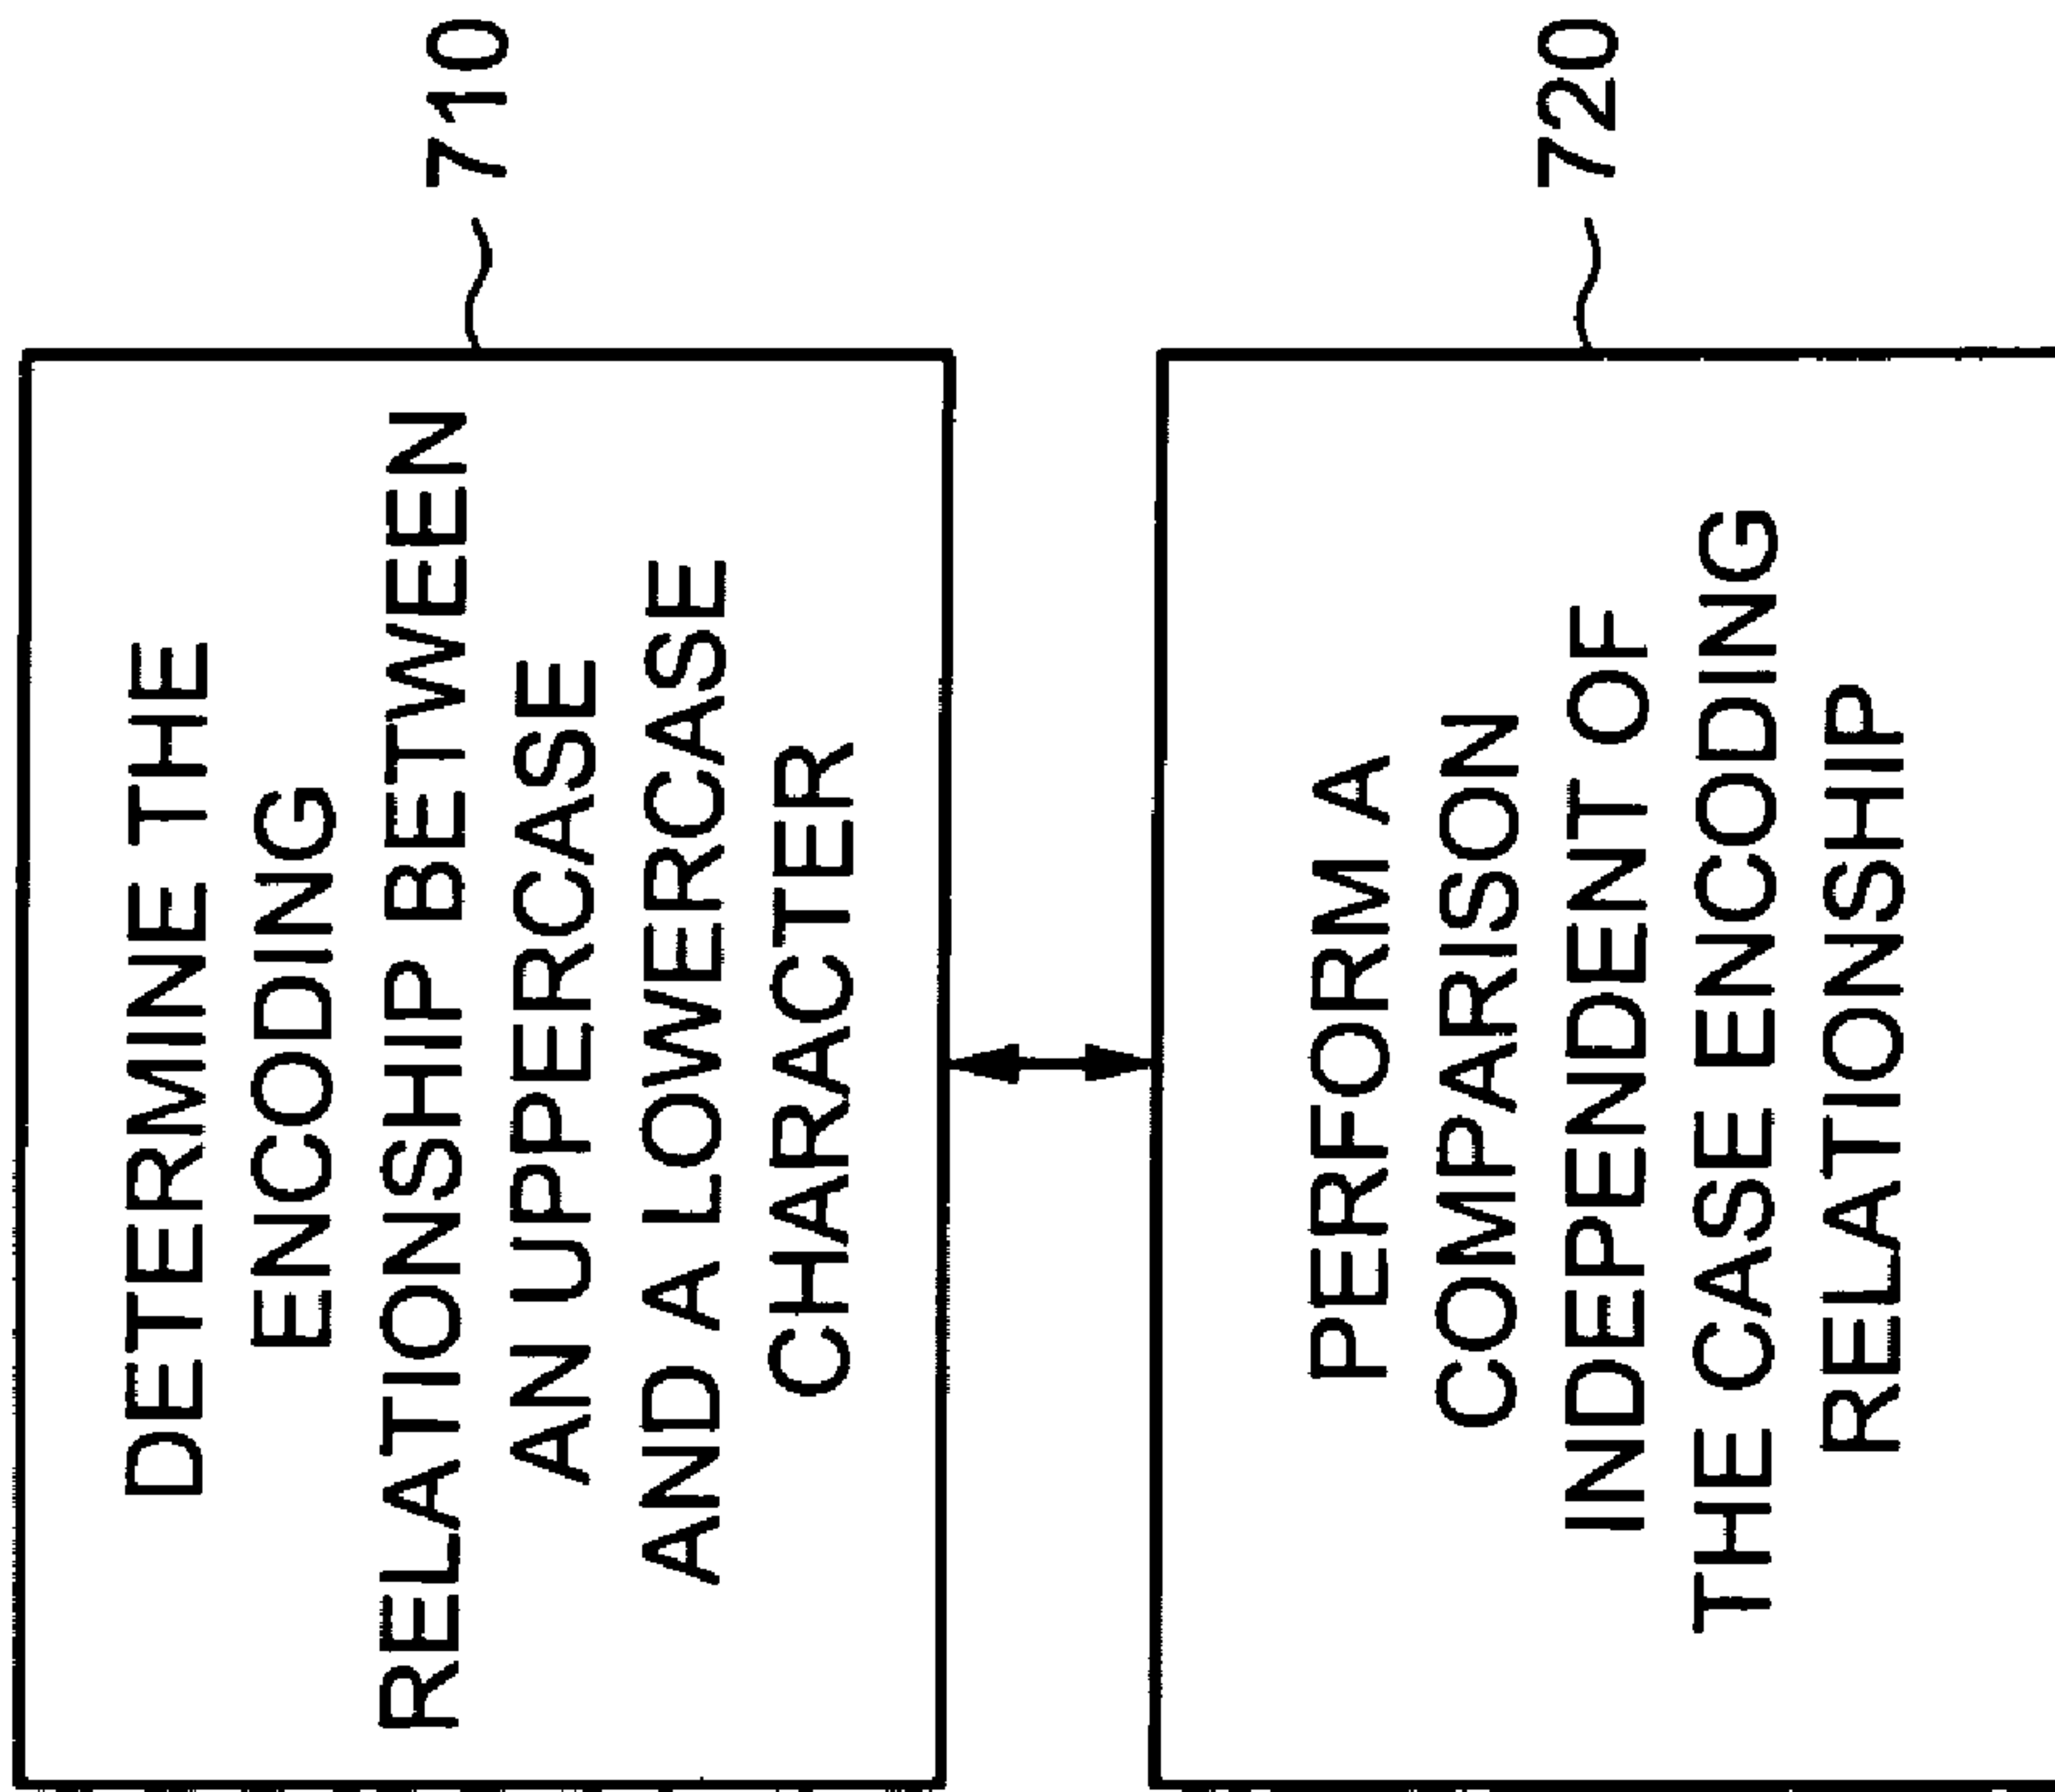 DETERMINE THE
ENCODING
RELATIONSHIP BETWEEN
AN UPPERCASE
AND A LOWERCASE
CHARACTER
710
PERFORM A
COMPARISON
INDEPENDENT OF
THE CASE ENCODING
RELATIONSHIP
720